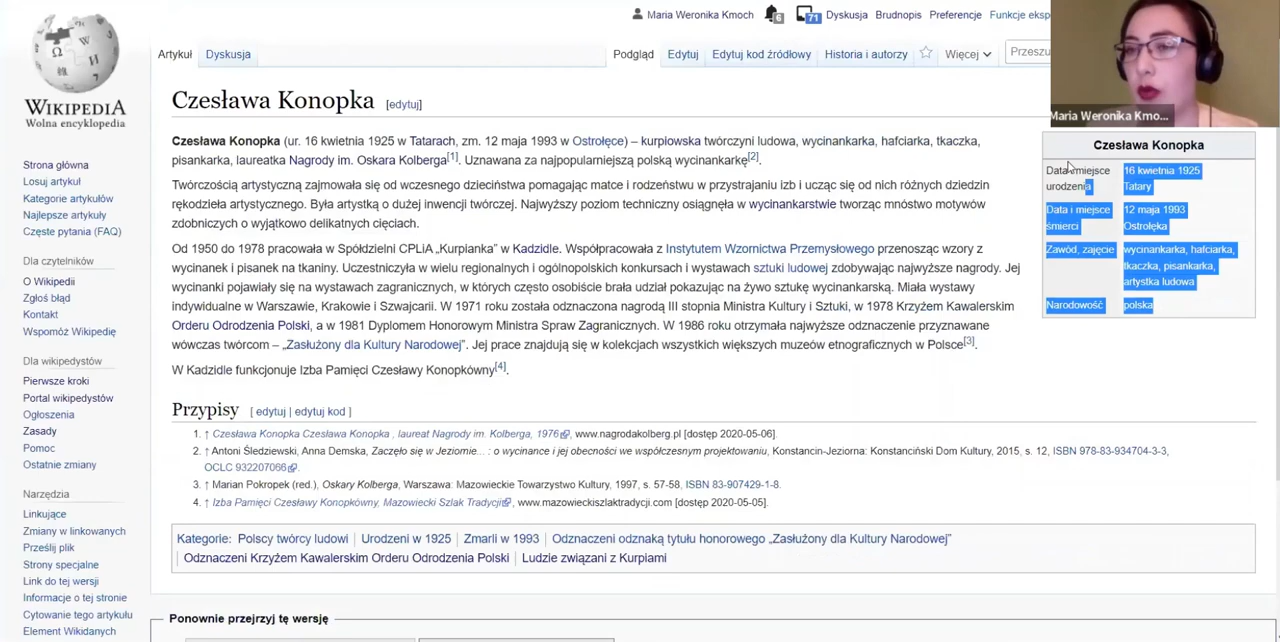 Maria Weronika Kmoch 6 71 Dyskusja Brudnopis Preferencje Funkcje eksp
Artykuł Dyskusja Podgląd Edytuj Edytuj kod źródłowy Historia i autorzy Więcej Przeszu
WIKIPEDIA
Wolna encyklopedia
Strona główna
Losuj artykuł
Kategorie artykułów
Najlepsze artykuły
Częste pytania (FAQ)
Dla czytelników
O Wikipedii
Zgłoś błąd
Kontakt
Wspomóż Wikipedię
Dla wikipedystów
Pierwsze kroki
Portal wikipedystów
Ogłoszenia
Zasady
Pomoc
Ostatnie zmiany
Narzędzia
Linkujące
Zmiany w linkowanych
Prześlij plik
Strony specjalne
Link do tej wersji
Informacje o tej stronie
Cytowanie tego artykułu
Element Wikidanych
Czesława Konopka [edytuj]
Czesława Konopka (ur. 16 kwietnia 1925 w Tatarach, zm. 12 maja 1993 w Ostrołęce) – kurpiowska twórczyni ludowa, wycinankarka, hafciarka, tkaczka,
pisankarka, laureatka Nagrody im. Oskara Kolberga[1]. Uznawana za najpopularniejszą polską wycinankarkę[2].
Twórczością artystyczną zajmowała się od wczesnego dzieciństwa pomagając matce i rodzeństwu w przystrajaniu izb i ucząc się od nich różnych dziedzin
rękodzieła artystycznego. Była artystką o dużej inwencji twórczej. Najwyższy poziom techniczny osiągnęła w wycinankarstwie tworząc mnóstwo motywów
zdobniczych o wyjątkowo delikatnych cięciach.
Od 1950 do 1978 pracowała w Spółdzielni CPLiA „Kurpianka” w Kadzidle. Współpracowała z Instytutem Wzornictwa Przemysłowego przenosząc wzory z
wycinanek i pisanek na tkaniny. Uczestniczyła w wielu regionalnych i ogólnopolskich konkursach i wystawach sztuki ludowej zdobywając najwyższe nagrody. Jej
wycinanki pojawiały się na wystawach zagranicznych, w których często osobiście brała udział pokazując na żywo sztukę wycinankarską. Miała wystawy
indywidualne w Warszawie, Krakowie i Szwajcarii. W 1971 roku została odznaczona nagrodą III stopnia Ministra Kultury i Sztuki, w 1978 Krzyżem Kawalerskim
Orderu Odrodzenia Polski, a w 1981 Dyplomem Honorowym Ministra Spraw Zagranicznych. W 1986 roku otrzymała najwyższe odznaczenie przyznawane
wówczas twórcom – „Zasłużony dla Kultury Narodowej”. Jej prace znajdują się w kolekcjach wszystkich większych muzeów etnograficznych w Polsce[3].
W Kadzidle funkcjonuje Izba Pamięci Czesławy Konopkówny[4].
Przypisy [ edytuj | edytuj kod ]
1. ↑ Czesława Konopka Czesława Konopka , laureat Nagrody im. Kolberga, 1976, www.nagrodakolberg.pl [dostęp 2020-05-06].
2. ↑ Antoni Śledziewski, Anna Demska, Zaczęło się w Jeziornie... : o wycinance i jej obecności we współczesnym projektowaniu, Konstancin-Jeziorna: Konstanciński Dom Kultury, 2015, s. 12, ISBN 978-83-934704-3-3,
OCLC 932207066.
3. ↑ Marian Pokropek (red.), Oskary Kolberga, Warszawa: Mazowieckie Towarzystwo Kultury, 1997, s. 57-58, ISBN 83-907429-1-8.
4. ↑ Izba Pamięci Czesławy Konopkówny, Mazowiecki Szlak Tradycji, www.mazowieckiszlaktradycji.com [dostęp 2020-05-05].
Kategorie: Polscy twórcy ludowi | Urodzeni w 1925 | Zmarli w 1993 | Odznaczeni odznaką tytułu honorowego „Zasłużony dla Kultury Narodowej”
| Odznaczeni Krzyżem Kawalerskim Orderu Odrodzenia Polski | Ludzie związani z Kurpiami
Ponownie przejrzyj tę wersję
Maria Weronika Kmo...
Czesława Konopka
Data i miejsce 16 kwietnia 1925
urodzenia Tatary
Data i miejsce 12 maja 1993
śmierci Ostrołęka
Zawód, zajęcie wycinankarka, hafciarka,
tkaczka, pisankarka,
artystka ludowa
Narodowość polska